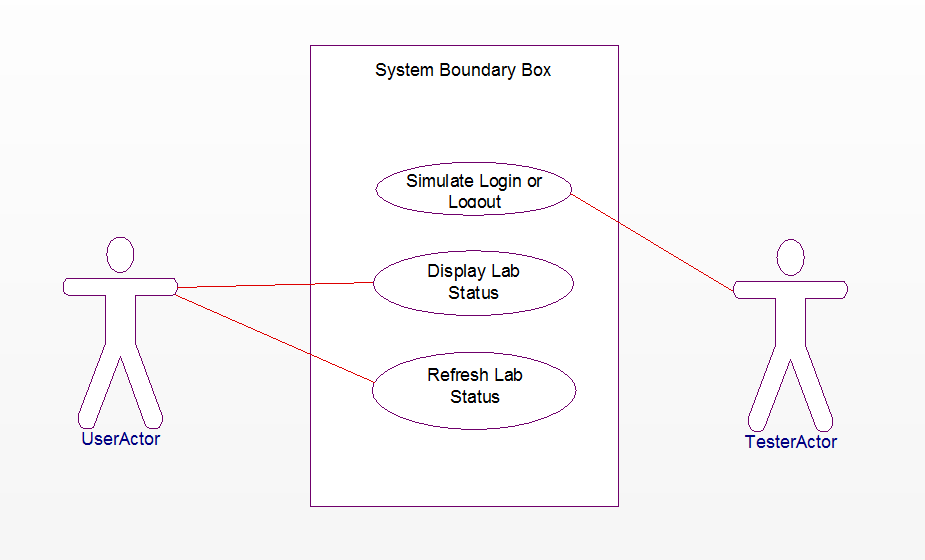 System Boundary Box
Simulate Login or
Logout
Display Lab
Status
Refresh Lab
Status
UserActor
TesterActor